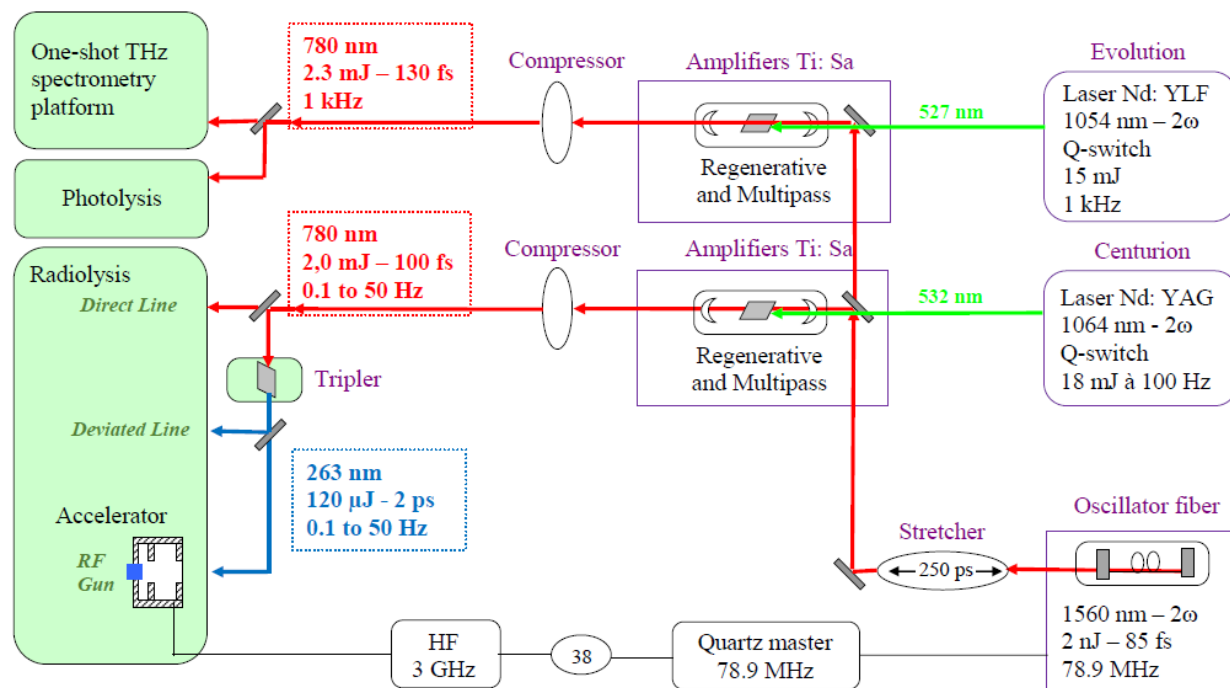 One-shot THz
spectrometry
platform
780 nm
2.3 mJ – 130 fs
1 kHz
Compressor
Amplifiers Ti: Sa
Regenerative
and Multipass
527 nm
Evolution
Laser Nd: YLF
1054 nm – 2ω
Q-switch
15 mJ
1 kHz
Photolysis
Radiolysis
Direct Line
780 nm
2,0 mJ – 100 fs
0.1 to 50 Hz
Compressor
Amplifiers Ti: Sa
Regenerative
and Multipass
532 nm
Centurion
Laser Nd: YAG
1064 nm - 2ω
Q-switch
18 mJ à 100 Hz
Tripler
Deviated Line
263 nm
120 µJ - 2 ps
0.1 to 50 Hz
Accelerator
RF
Gun
Stretcher
250 ps
Oscillator fiber
1560 nm – 2ω
2 nJ – 85 fs
78.9 MHz
HF
3 GHz
38
Quartz master
78.9 MHz